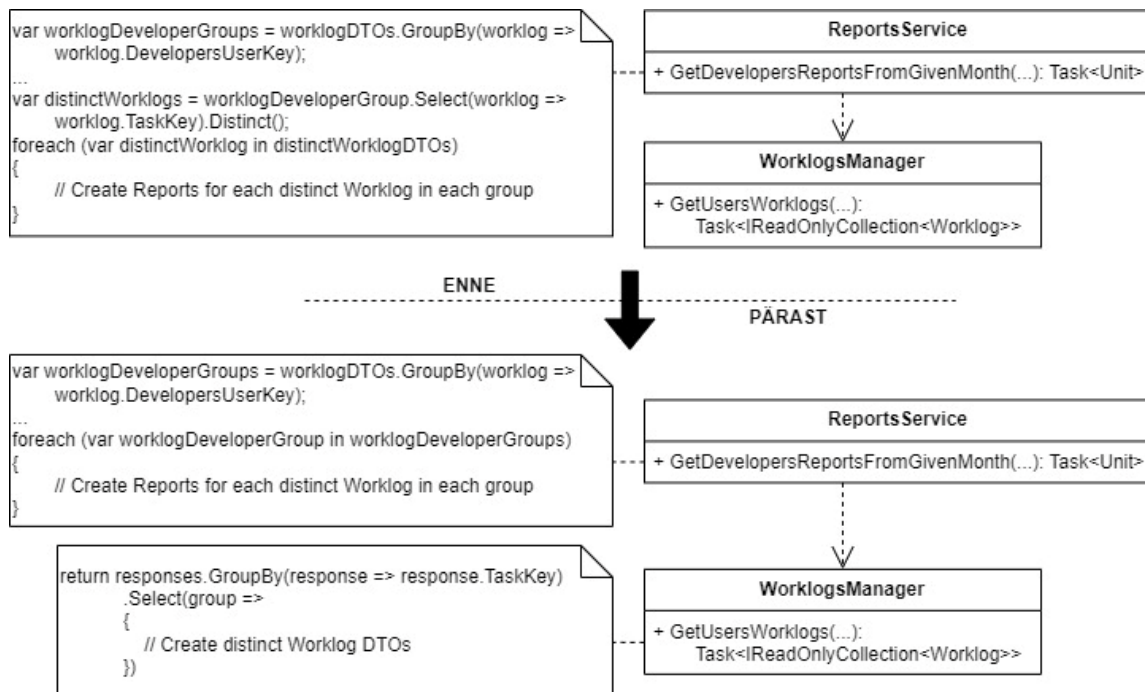 var worklogDeveloperGroups = worklogDTOs.GroupBy(worklog =>
worklog.DevelopersUserKey);
...
var distinctWorklogs = worklogDeveloperGroup.Select(worklog =>
worklog.TaskKey).Distinct();
foreach (var distinctWorklog in distinctWorklogDTOs)
{
// Create Reports for each distinct Worklog in each group
}
ReportsService
+ GetDevelopersReportsFromGivenMonth(...): Task<Unit>
WorklogsManager
+ GetUsersWorklogs(...):
Task<IReadOnlyCollection<Worklog>>
ENNE
PÄRAST
var worklogDeveloperGroups = worklogDTOs.GroupBy(worklog =>
worklog.DevelopersUserKey);
...
foreach (var worklogDeveloperGroup in worklogDeveloperGroups)
{
// Create Reports for each distinct Worklog in each group
}
ReportsService
+ GetDevelopersReportsFromGivenMonth(...): Task<Unit>
return responses.GroupBy(response => response.TaskKey)
.Select(group =>
{
// Create distinct Worklog DTOs
})
WorklogsManager
+ GetUsersWorklogs(...):
Task<IReadOnlyCollection<Worklog>>